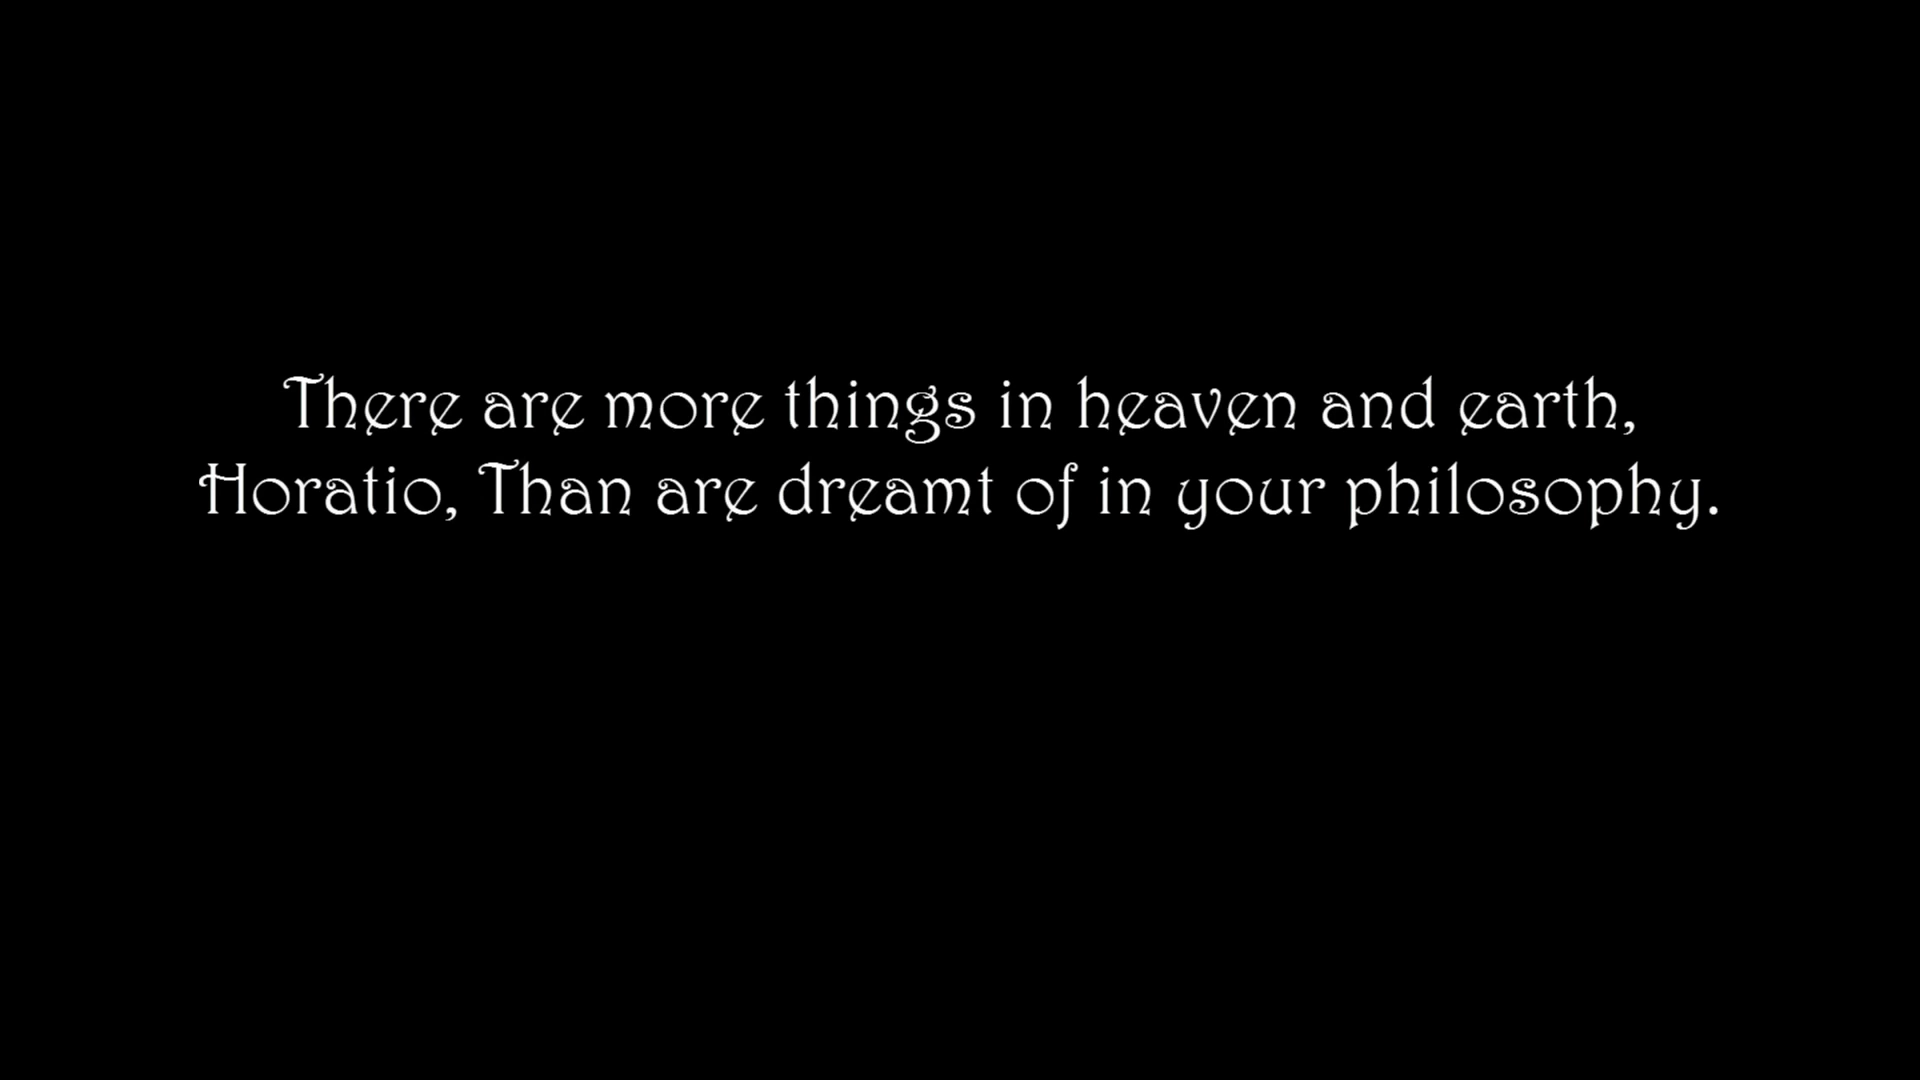 There are more things in heaven and earth,
Horatio, Than are dreamt of in your philosophy.